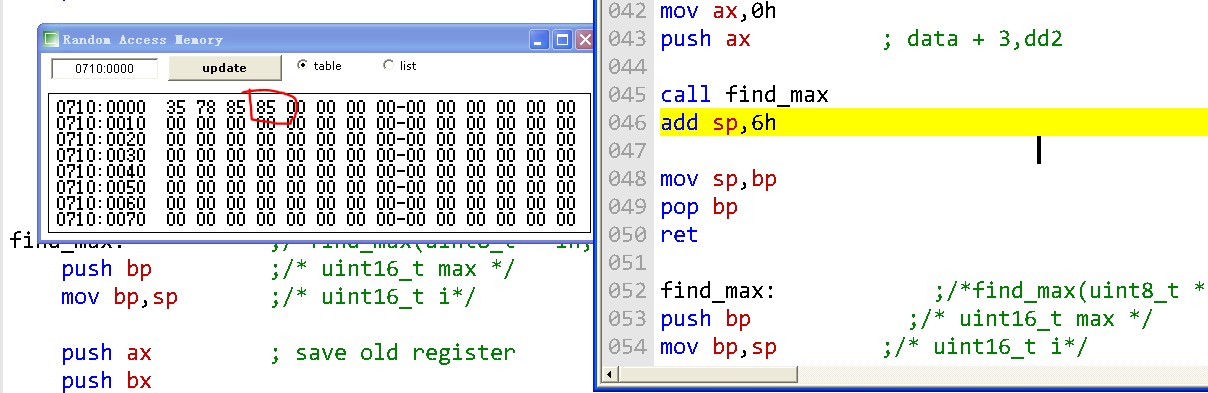 Random Access Memory
0710:0000 update table list
0710:0000 35 78 85 85 00 00 00 00-00 00 00 00 00 00 00 00
0710:0010 00 00 00 00 00 00 00 00-00 00 00 00 00 00 00 00
0710:0020 00 00 00 00 00 00 00 00-00 00 00 00 00 00 00 00
0710:0030 00 00 00 00 00 00 00 00-00 00 00 00 00 00 00 00
0710:0040 00 00 00 00 00 00 00 00-00 00 00 00 00 00 00 00
0710:0050 00 00 00 00 00 00 00 00-00 00 00 00 00 00 00 00
0710:0060 00 00 00 00 00 00 00 00-00 00 00 00 00 00 00 00
0710:0070 00 00 00 00 00 00 00 00-00 00 00 00 00 00 00 00
find_max: ;/*find_max(uint8_t *in,
push bp ;/* uint16_t max */
mov bp,sp ;/* uint16_t i*/
push ax ; save old register
push bx
042 mov ax,0h
043 push ax ; data + 3,dd2
044
045 call find_max
046 add sp,6h
047
048 mov sp,bp
049 pop bp
050 ret
051
052 find_max: ;/*find_max(uint8_t *
053 push bp ;/* uint16_t max */
054 mov bp,sp ;/* uint16_t i*/